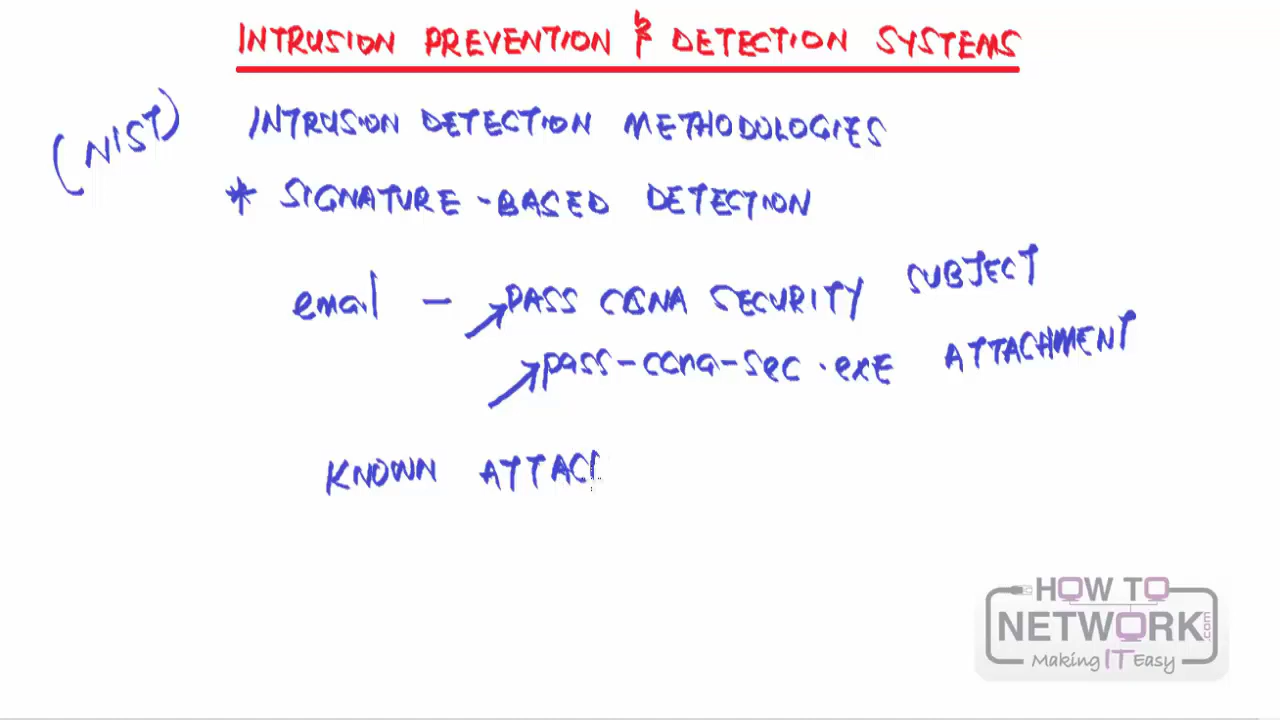 INTRUSION PREVENTION & DETECTION SYSTEMS
(NIST) INTRUSION DETECTION METHODOLOGIES
* SIGNATURE-BASED DETECTION
email - PASS CCNA SECURITY SUBJECT
pass-ccna-sec.exe ATTACHMENT
KNOWN ATTAC
HOW TO
NETWORK.com
Making IT Easy